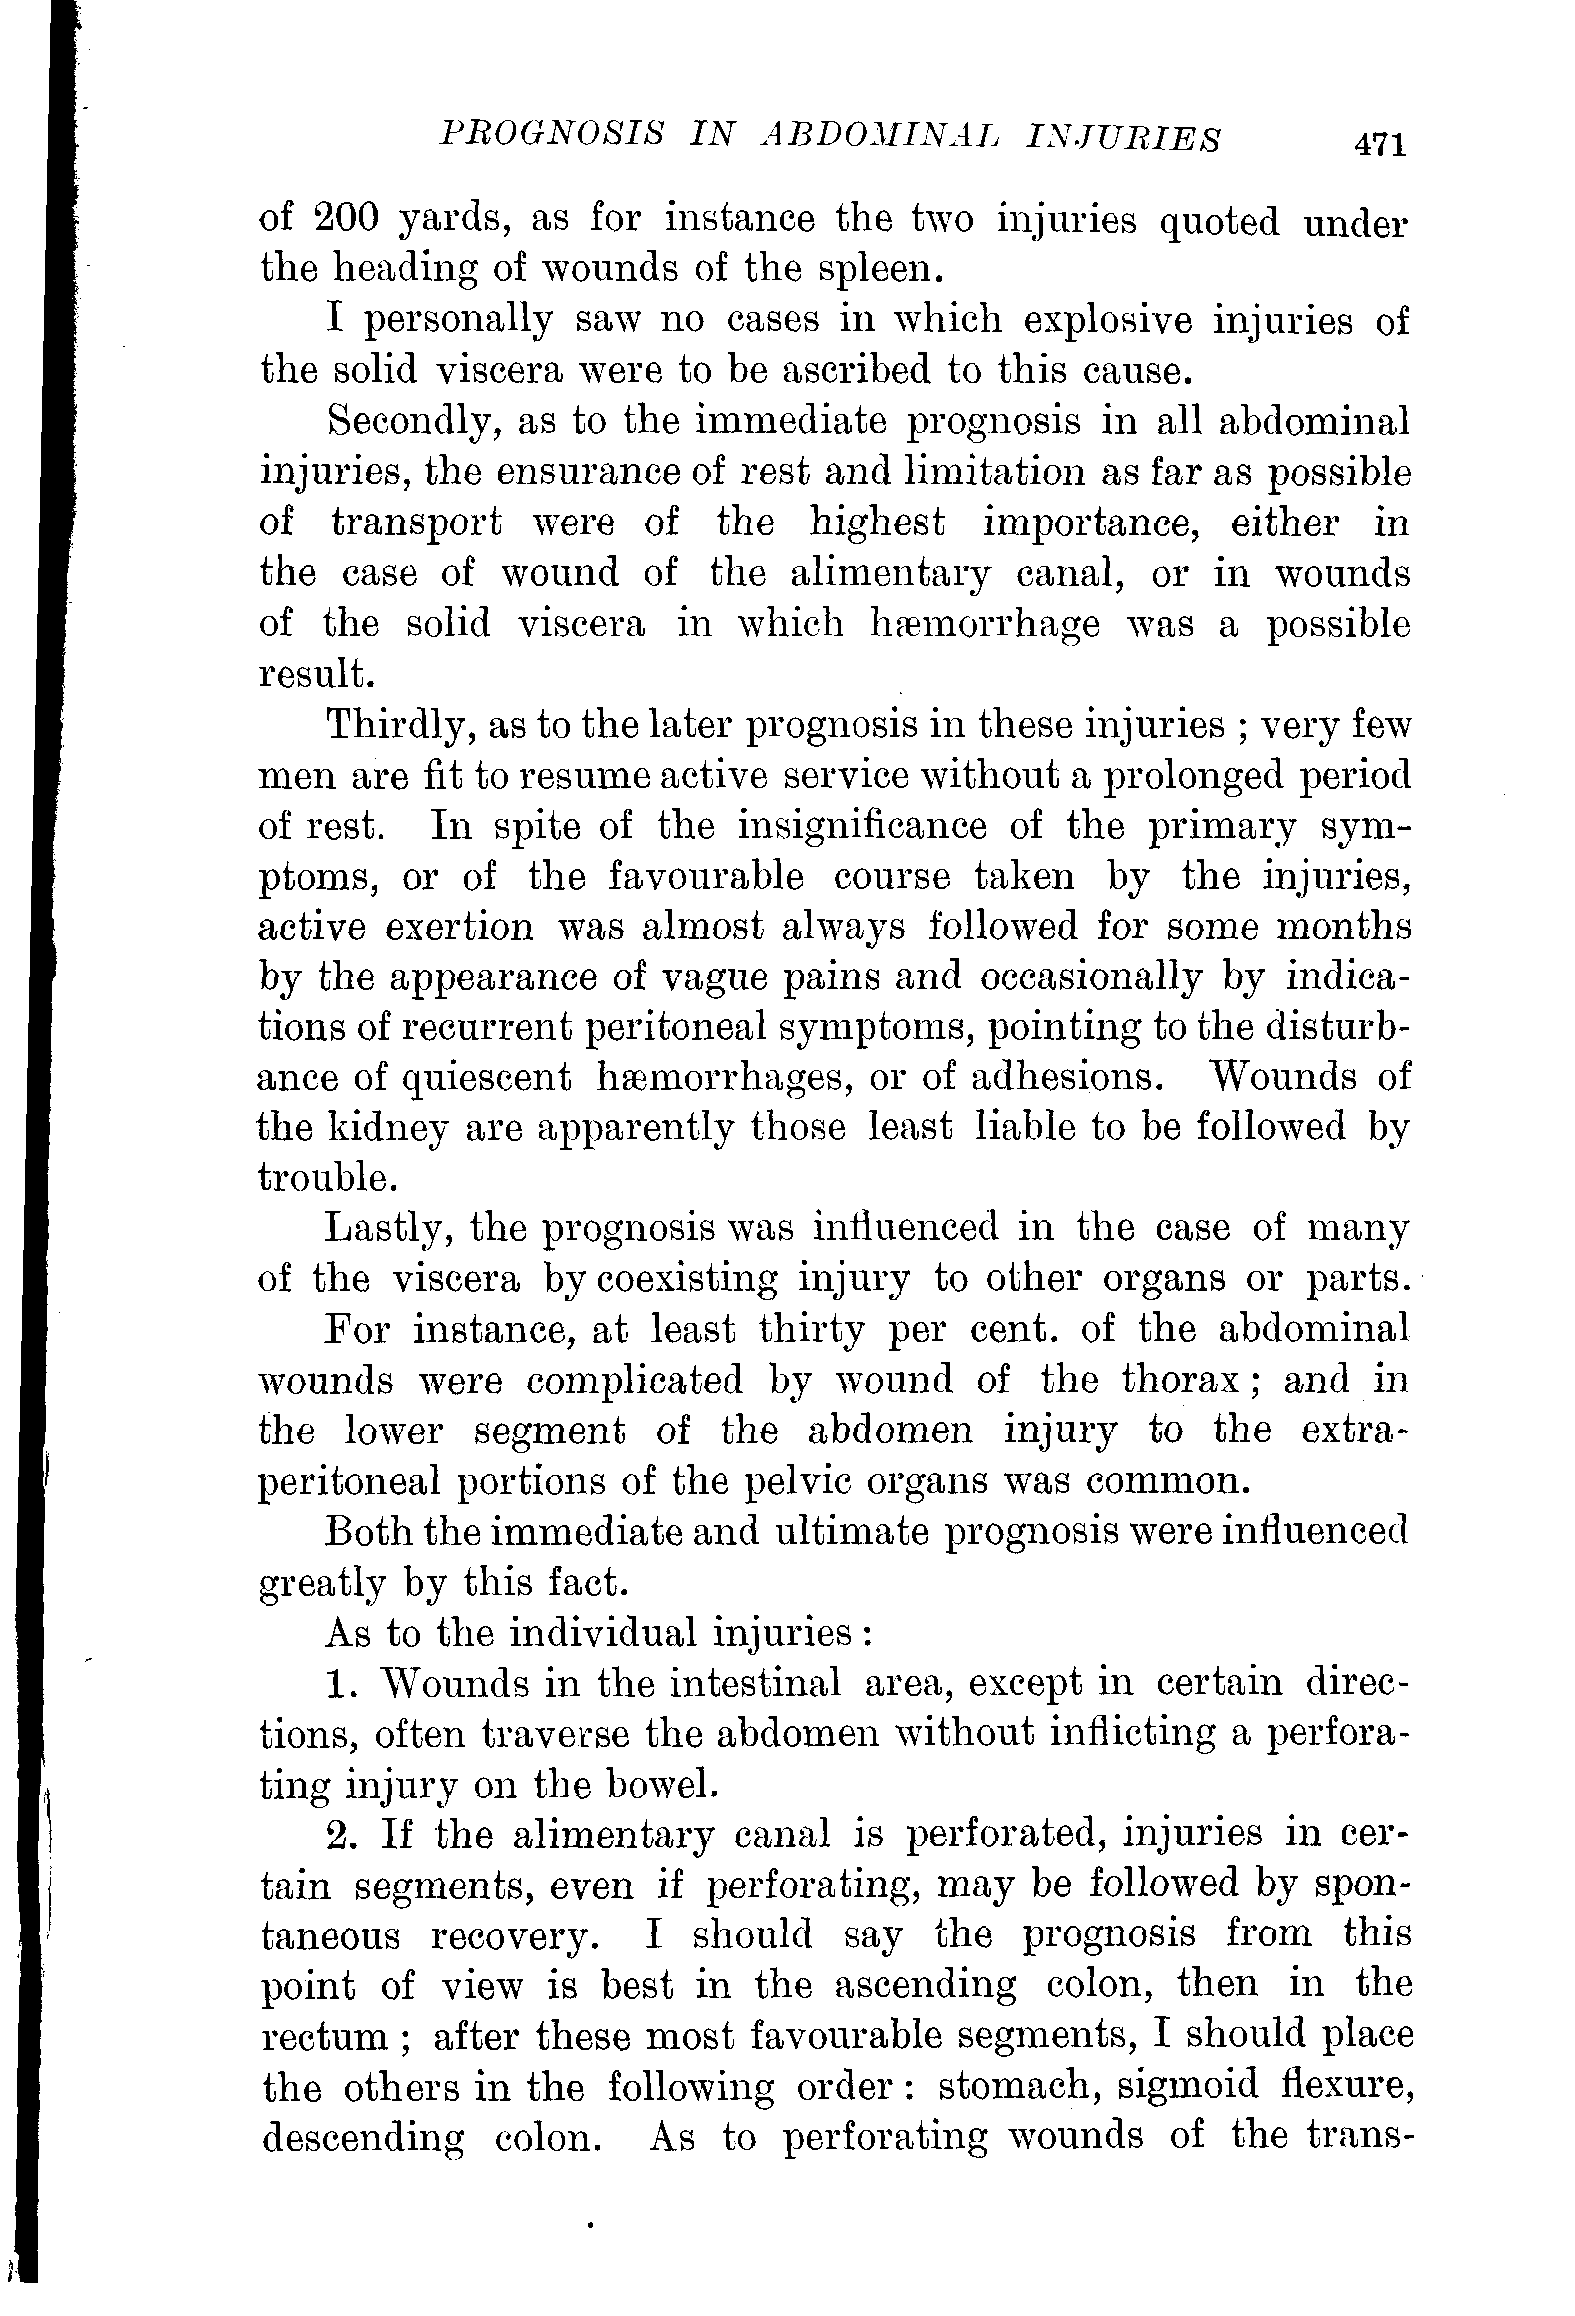 PROGNOSIS IN ABDOMINAL INJURIES 471
of 200 yards, as for instance the two injuries quoted under
the heading of wounds of the spleen.
I personally saw no cases in which explosive injuries of
the solid viscera were to be ascribed to this cause.
Secondly, as to the immediate prognosis in all abdominal
injuries, the ensurance of rest and limitation as far as possible
of transport were of the highest importance, either in
the case of wound of the alimentary canal, or in wounds
of the solid viscera in which hæmorrhage was a possible
result.
Thirdly, as to the later prognosis in these injuries ; very few
men are fit to resume active service without a prolonged period
of rest. In spite of the insignificance of the primary sym-
ptoms, or of the favourable course taken by the injuries,
active exertion was almost always followed for some months
by the appearance of vague pains and occasionally by indica-
tions of recurrent peritoneal symptoms, pointing to the disturb-
ance of quiescent hæmorrhages, or of adhesions. Wounds of
the kidney are apparently those least liable to be followed by
trouble.
Lastly, the prognosis was influenced in the case of many
of the viscera by coexisting injury to other organs or parts.
For instance, at least thirty per cent. of the abdominal
wounds were complicated by wound of the thorax ; and in
the lower segment of the abdomen injury to the extra-
peritoneal portions of the pelvic organs was common.
Both the immediate and ultimate prognosis were influenced
greatly by this fact.
As to the individual injuries :
1. Wounds in the intestinal area, except in certain direc-
tions, often traverse the abdomen without inflicting a perfora-
ting injury on the bowel.
2. If the alimentary canal is perforated, injuries in cer-
tain segments, even if perforating, may be followed by spon-
taneous recovery. I should say the prognosis from this
point of view is best in the ascending colon, then in the
rectum ; after these most favourable segments, I should place
the others in the following order : stomach, sigmoid flexure,
descending colon. As to perforating wounds of the trans-